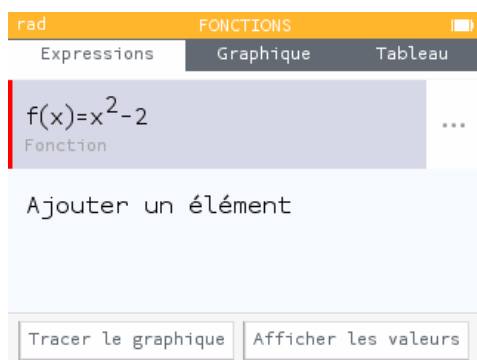 rad FONCTIONS
Expressions Graphique Tableau
f(x)=x²-2
...
Fonction
Ajouter un élément
Tracer le graphique Afficher les valeurs